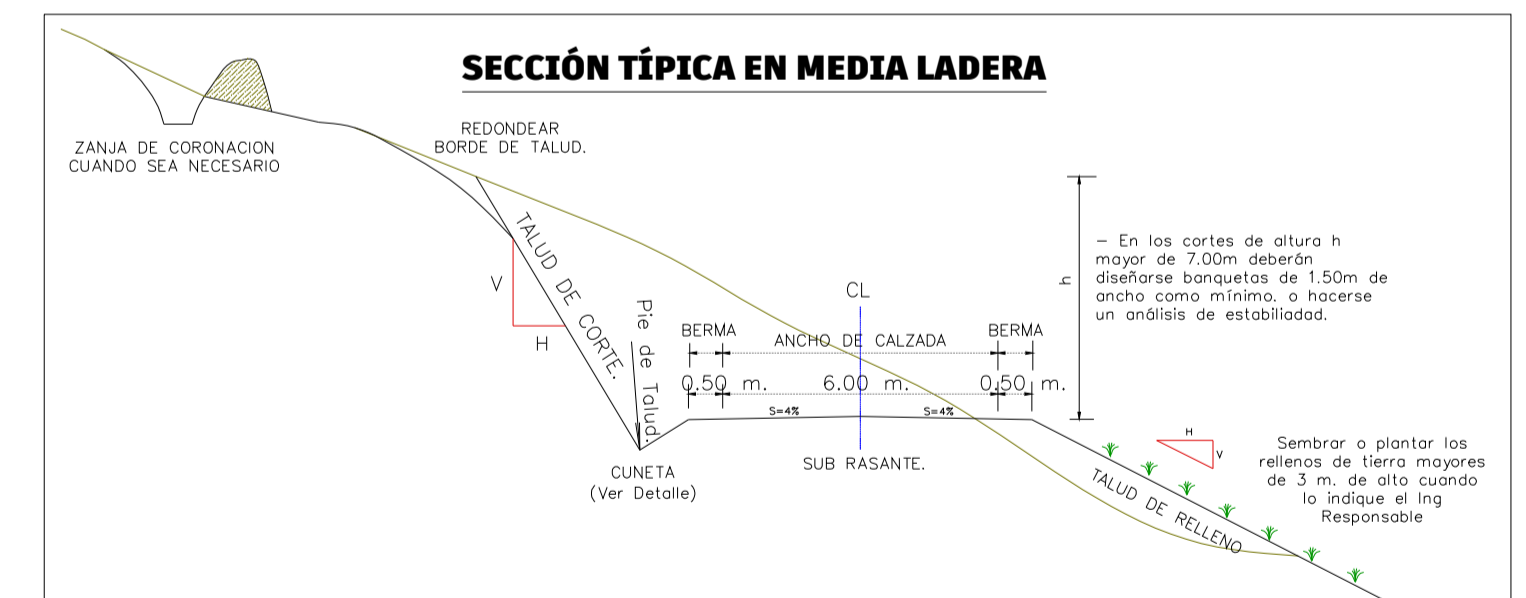 SECCIÓN TÍPICA EN MEDIA LADERA
ZANJA DE CORONACION
CUANDO SEA NECESARIO
REDONDEAR
BORDE DE TALUD.
TALUD DE CORTE.
V
H
Pie de Talud.
CUNETA
(Ver Detalle)
BERMA
ANCHO DE CALZADA
BERMA
CL
0.50 m.
6.00 m.
0.50 m.
S=4%
S=4%
SUB RASANTE.
h
– En los cortes de altura h
mayor de 7.00m deberán
diseñarse banquetas de 1.50m de
ancho como mínimo. o hacerse
un análisis de estabiliadad.
H
V
TALUD DE RELLENO
Sembrar o plantar los
rellenos de tierra mayores
de 3 m. de alto cuando
lo indique el Ing
Responsable